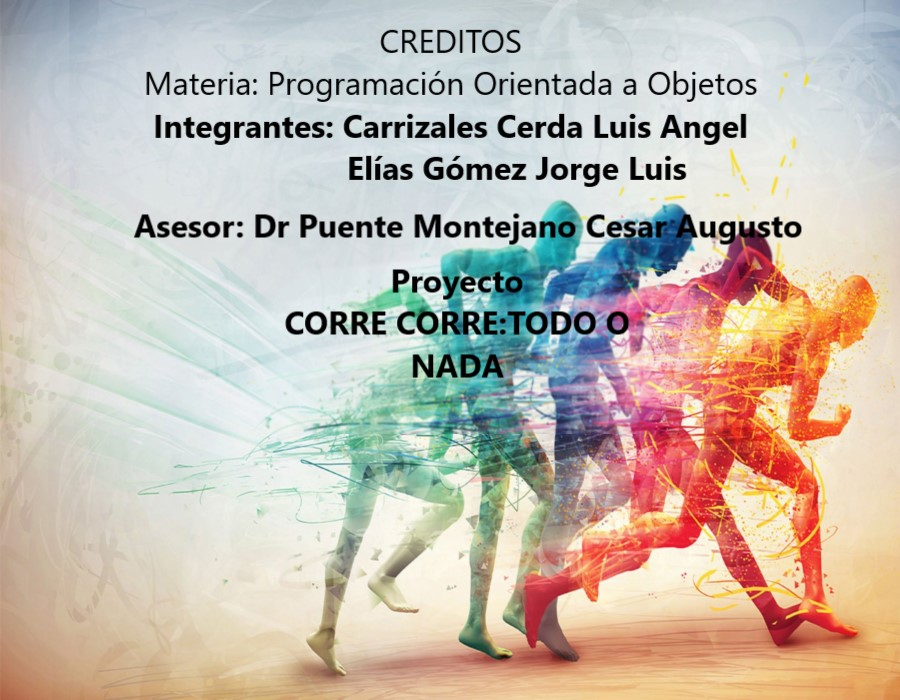 CREDITOS
Materia: Programación Orientada a Objetos
Integrantes: Carrizales Cerda Luis Angel
Elías Gómez Jorge Luis
Asesor: Dr Puente Montejano Cesar Augusto
Proyecto
CORRE CORRE:TODO O
NADA